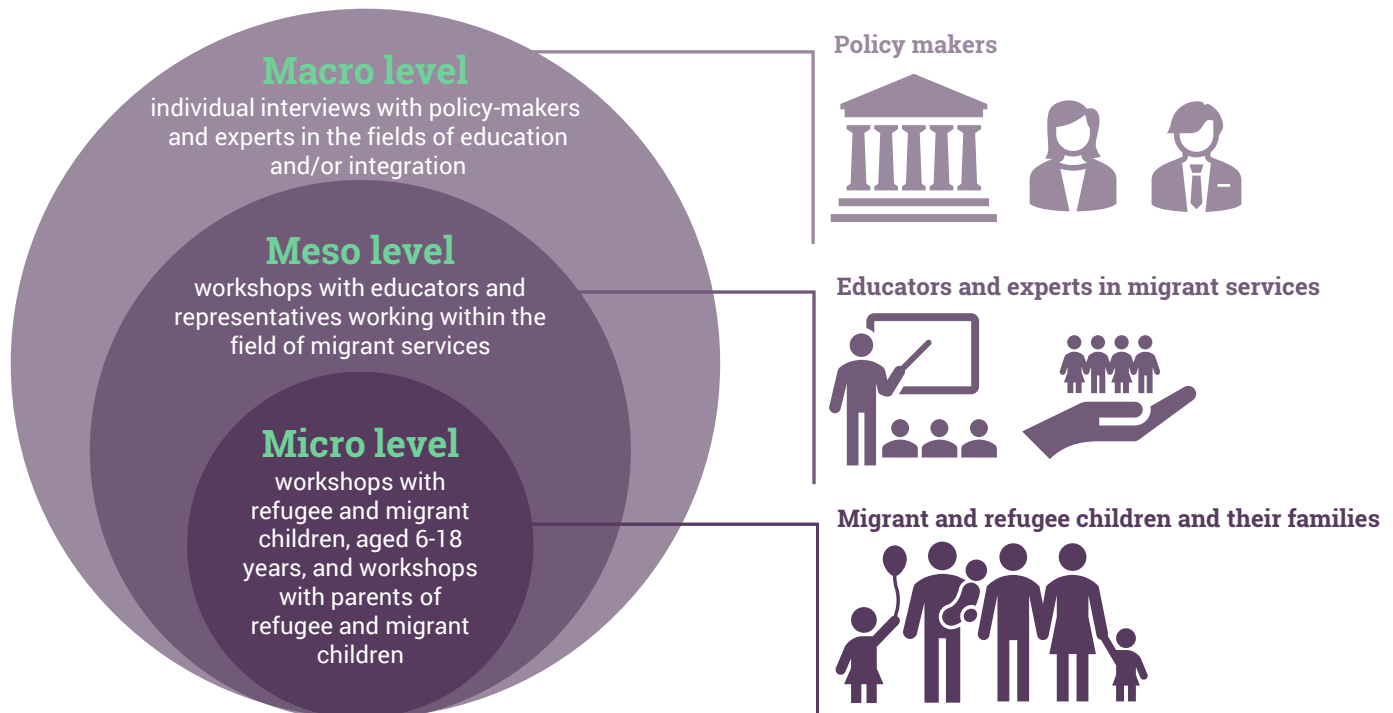 Macro level
individual interviews with policy-makers
and experts in the fields of education
and/or integration
Meso level
workshops with educators and
representatives working within the
field of migrant services
Micro level
workshops with
refugee and migrant
children, aged 6-18
years, and workshops
with parents of
refugee and migrant
children
Policy makers
Educators and experts in migrant services
Migrant and refugee children and their families